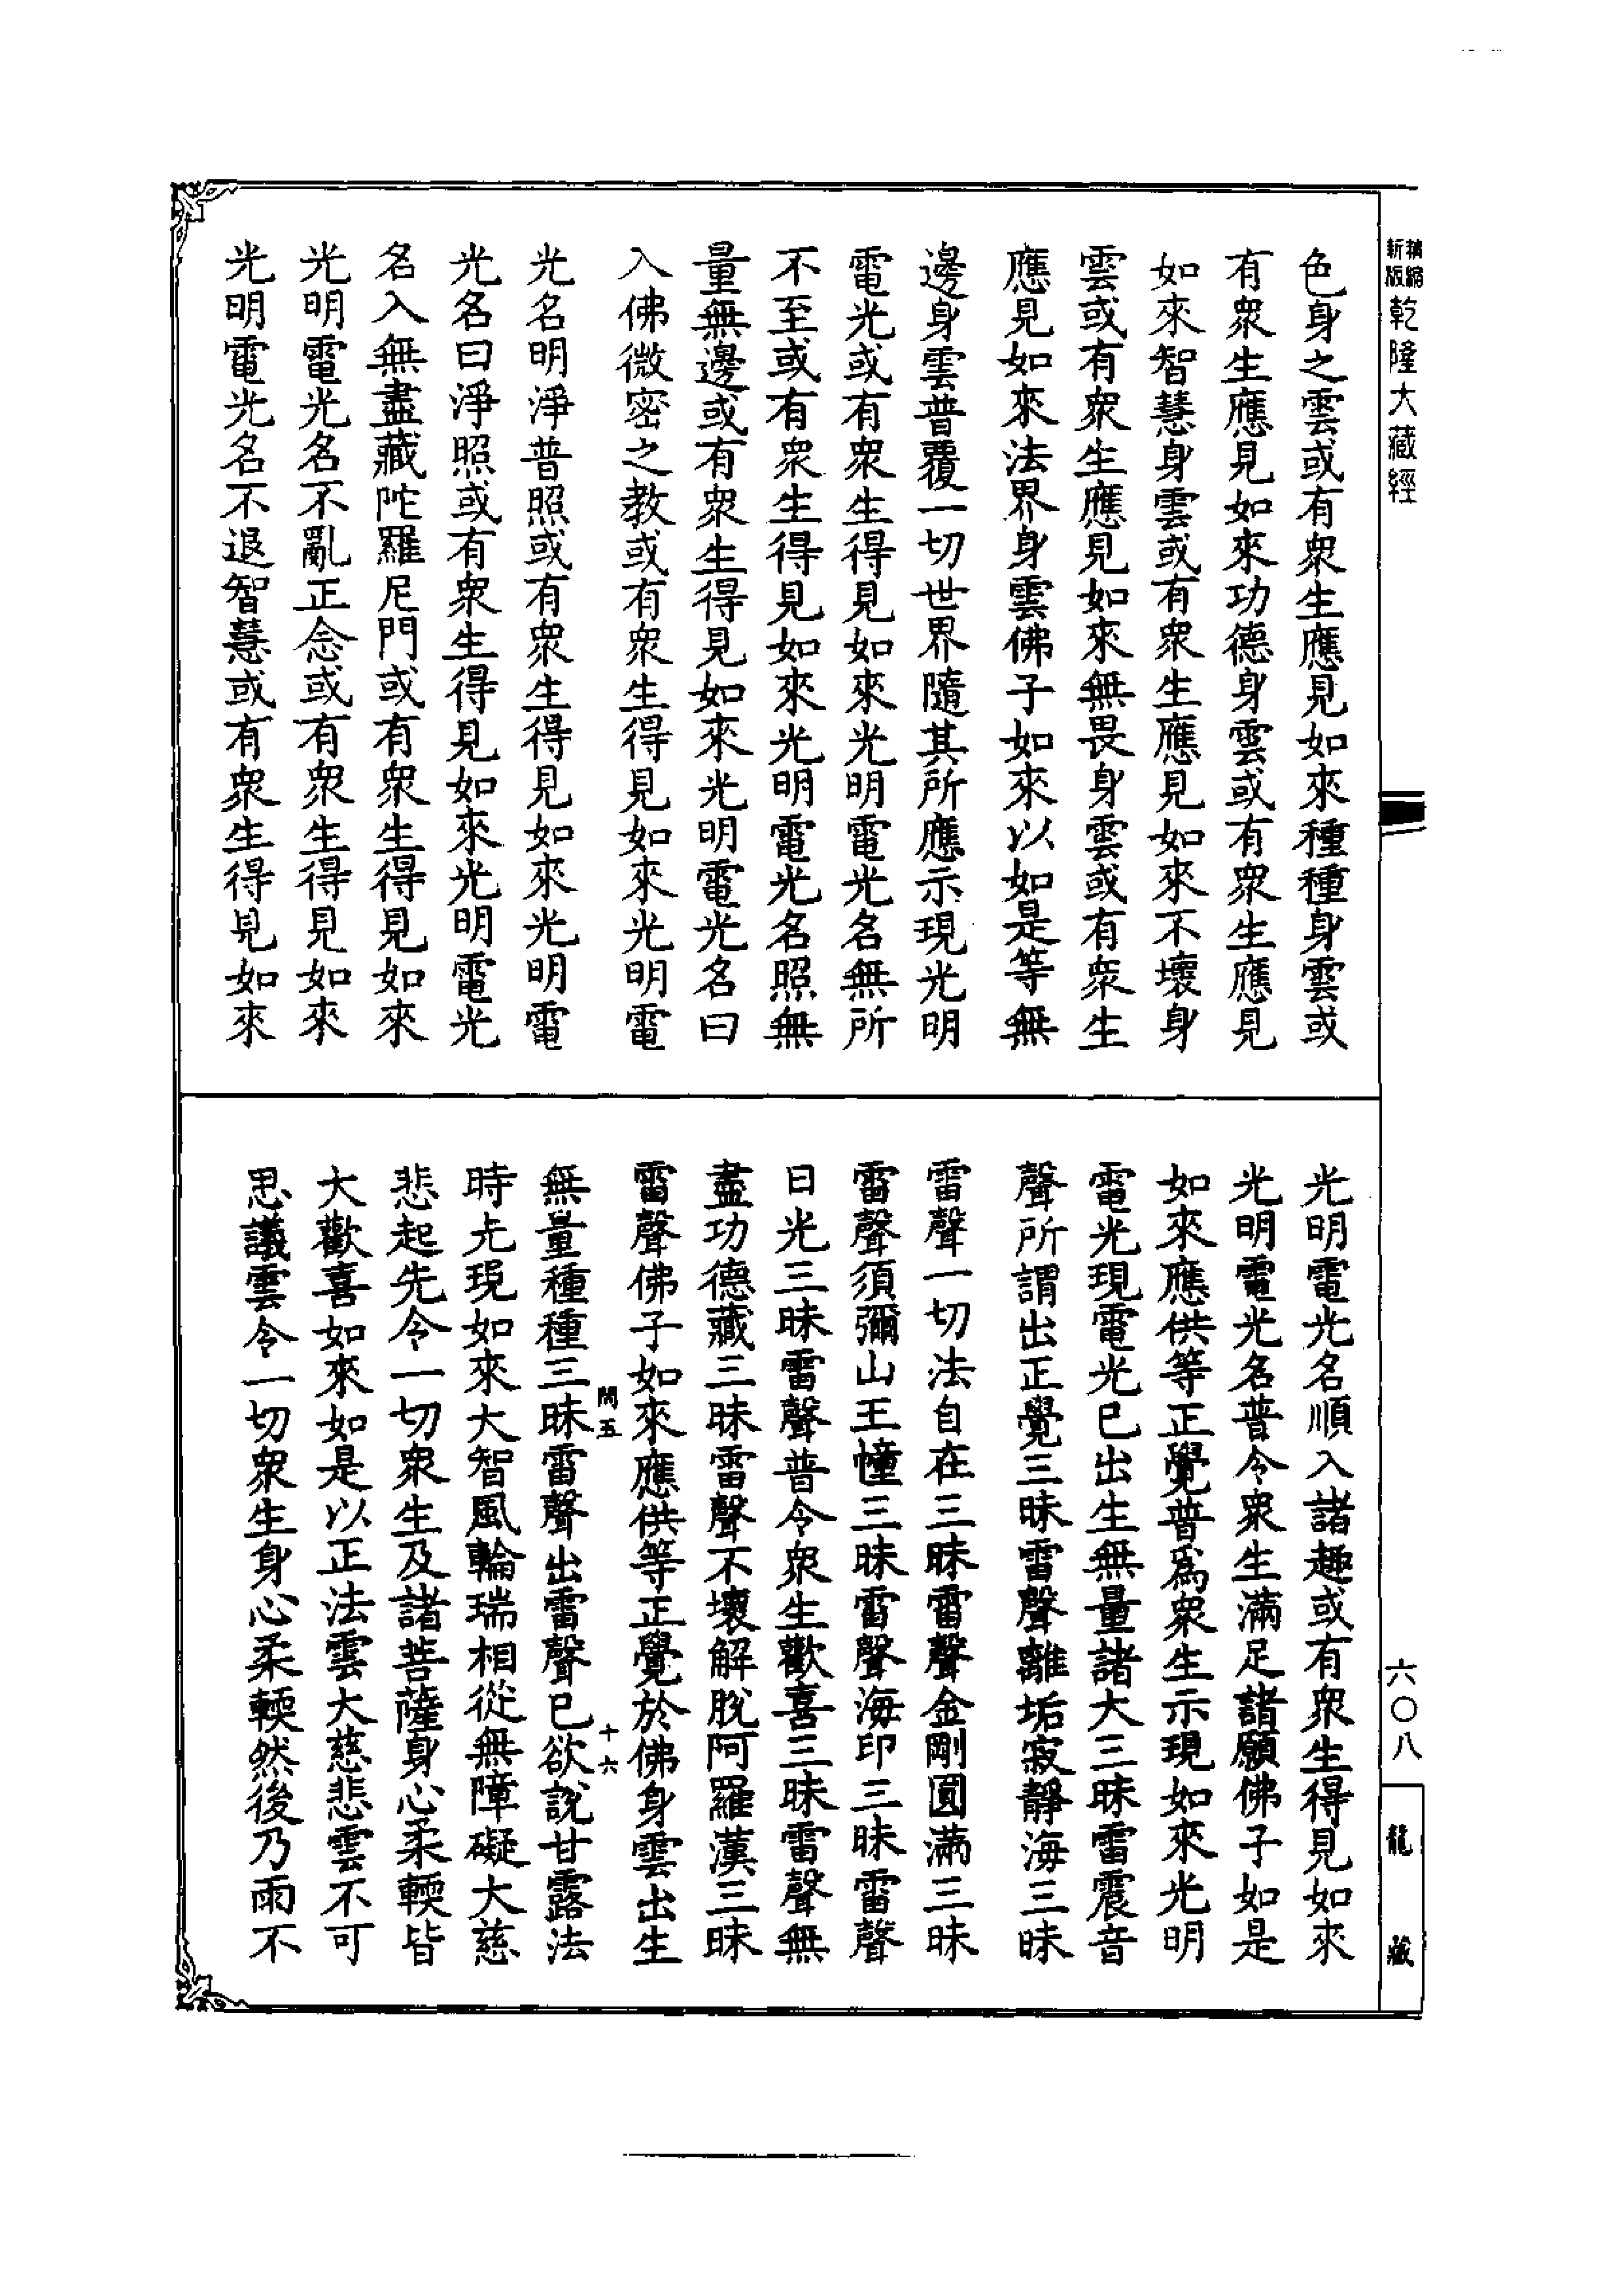 新版精縮乾隆大藏經
色身之雲或有眾生應見如來種種身雲或
有眾生應見如來功德身雲或有眾生應見
如來智慧身雲或有眾生應見如來不壞身
雲或有眾生應見如來無畏身雲或有眾生
應見如來法界身雲佛子如來以如是等無
邊身雲普覆一切世界隨其所應示現光明
電光或有眾生得見如來光明電光名無所
不至或有眾生得見如來光明電光名照無
量無邊或有眾生得見如來光明電光名曰
入佛微密之教或有眾生得見如來光明電
光名明淨普照或有眾生得見如來光明電
光名曰淨照或有眾生得見如來光明電光
名入無盡藏陀羅尼門或有眾生得見如來
光明電光名不亂正念或有眾生得見如來
光明電光名不退智慧或有眾生得見如來
光明電光名順入諸趣或有眾生得見如來
光明電光名普令眾生滿足諸願佛子如是
如來應供等正覺普為眾生示現如來光明
電光現電光已出生無量諸大三昧雷震音
聲所謂出正覺三昧雷聲離垢寂靜海三昧
雷聲一切法自在三昧雷聲金剛圓滿三昧
雷聲須彌山王幢三昧雷聲海印三昧雷聲
日光三昧雷聲普令眾生歡喜三昧雷聲無
盡功德藏三昧雷聲不壞解脫阿羅漢三昧
雷聲佛子如來應供等正覺於佛身雲出生
五 十六
無量種種三昧雷聲出雷聲已欲說甘露法
時先現如來大智風輪瑞相從無障礙大慈
悲起先令一切眾生及諸菩薩身心柔輭皆
大歡喜如來如是以正法雲大慈悲雲不可
思議雲令一切眾生身心柔輭然後乃雨不
六〇八
龍藏